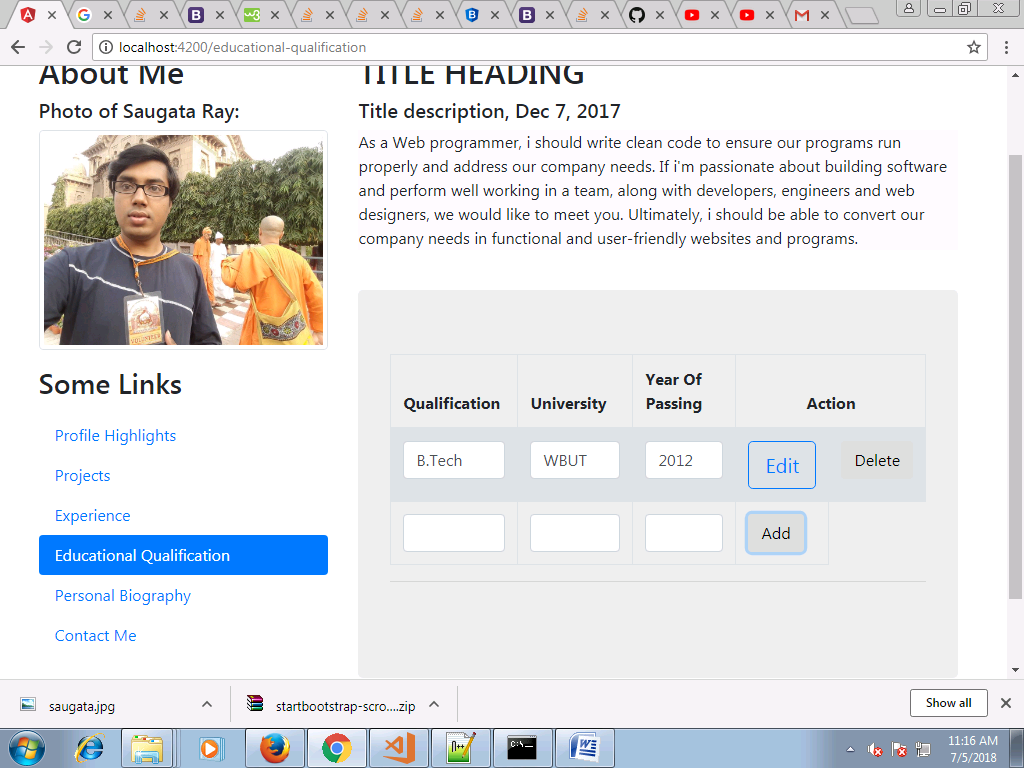 localhost:4200/educational-qualification
About Me
Photo of Saugata Ray:
VOLUNTEER
Some Links
Profile Highlights
Projects
Experience
Educational Qualification
Personal Biography
Contact Me
TITLE HEADING
Title description, Dec 7, 2017
As a Web programmer, i should write clean code to ensure our programs run
properly and address our company needs. If i'm passionate about building software
and perform well working in a team, along with developers, engineers and web
designers, we would like to meet you. Ultimately, i should be able to convert our
company needs in functional and user-friendly websites and programs.
Qualification University Year Of Passing Action
B.Tech WBUT 2012 Edit Delete
Add
saugata.jpg
startbootstrap-scro....zip
Show all
11:16 AM
7/5/2018